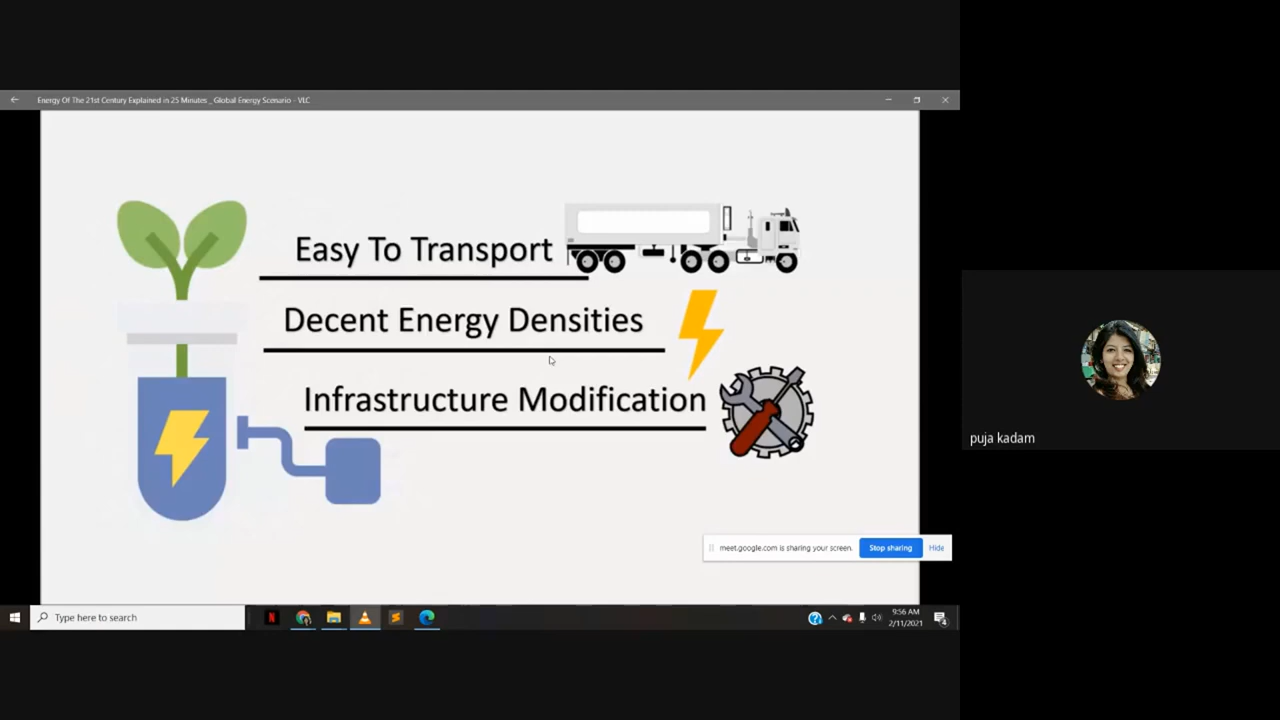 Energy Of The 21st Century Explained in 25 Minutes _ Global Energy Scenario - VLC
Easy To Transport
Decent Energy Densities
Infrastructure Modification
puja kadam
meet.google.com is sharing your screen.
Stop sharing
Hide
Type here to search
9:56 AM
2/11/2021